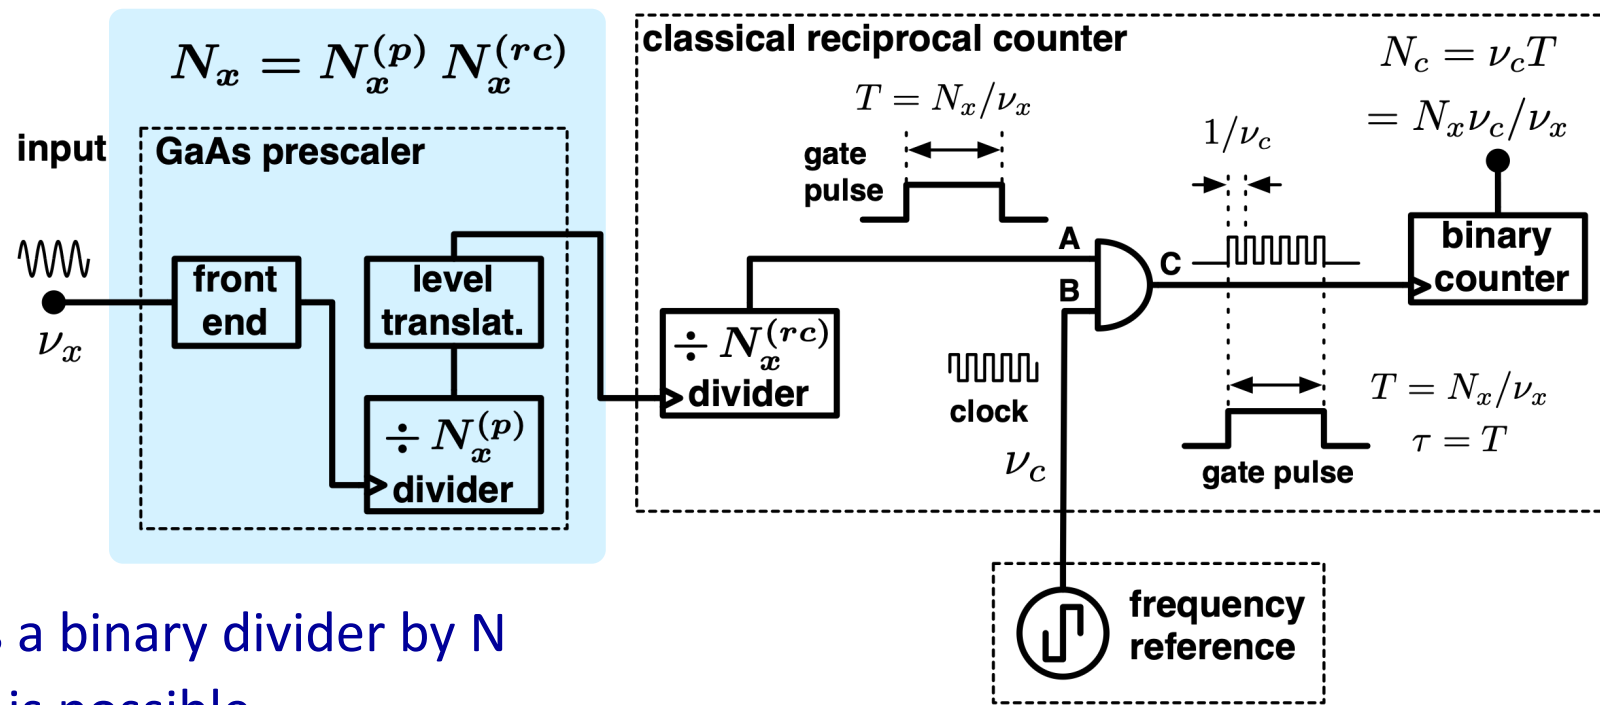 N_x = N_x^{(p)} N_x^{(rc)}
input
GaAs prescaler
ν_x
front
end
level
translat.
÷ N_x^{(p)}
divider
classical reciprocal counter
T = N_x/ν_x
gate
pulse
÷ N_x^{(rc)}
divider
A
B
C
clock
ν_c
1/ν_c
N_c = ν_c T
= N_x ν_c/ν_x
binary
counter
T = N_x/ν_x
τ = T
gate pulse
frequency
reference
a binary divider by N
is possible